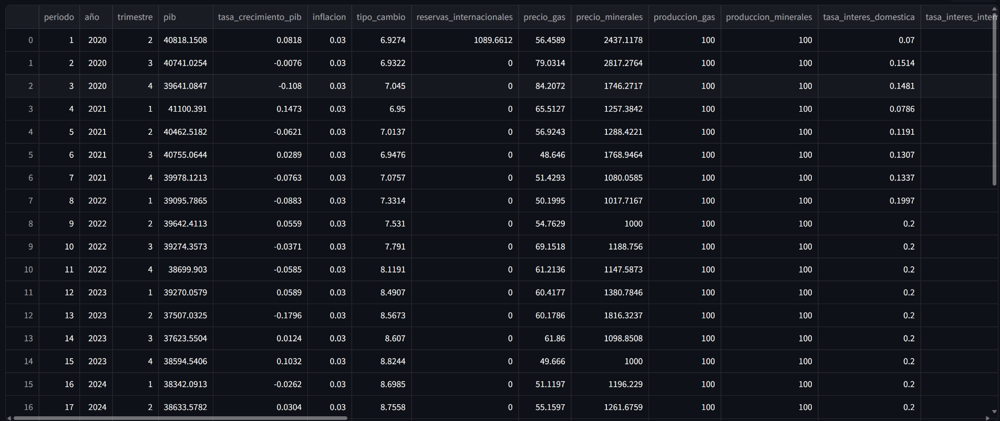 periodo año trimestre pib tasa_crecimiento_pib inflacion tipo_cambio reservas_internacionales precio_gas precio_minerales produccion_gas produccion_minerales tasa_interes_domestica
0 1 2020 2 40818.1508 0.0818 0.03 6.9274 1089.6612 56.4589 2437.1178 100 100 0.07
1 2 2020 3 40741.0254 -0.0076 0.03 6.9322 0 79.0314 2817.2764 100 100 0.1514
2 3 2020 4 39641.0847 -0.108 0.03 7.045 0 84.2072 1746.2717 100 100 0.1481
3 4 2021 1 41100.391 0.1473 0.03 6.95 0 65.5127 1257.3842 100 100 0.0786
4 5 2021 2 40462.5182 -0.0621 0.03 7.0137 0 56.9243 1288.4221 100 100 0.1191
5 6 2021 3 40755.0644 0.0289 0.03 6.9476 0 48.646 1768.9464 100 100 0.1307
6 7 2021 4 39978.1213 -0.0763 0.03 7.0757 0 51.4293 1080.0585 100 100 0.1337
7 8 2022 1 39095.7865 -0.0883 0.03 7.3314 0 50.1995 1017.7167 100 100 0.1997
8 9 2022 2 39642.4113 0.0559 0.03 7.531 0 54.7629 1000 100 100 0.2
9 10 2022 3 39274.3573 -0.0371 0.03 7.791 0 69.1518 1188.756 100 100 0.2
10 11 2022 4 38699.903 -0.0585 0.03 8.1191 0 61.2136 1147.5873 100 100 0.2
11 12 2023 1 39270.0579 0.0589 0.03 8.4907 0 60.4177 1380.7846 100 100 0.2
12 13 2023 2 37507.0325 -0.1796 0.03 8.5673 0 60.1786 1816.3237 100 100 0.2
13 14 2023 3 37623.5504 0.0124 0.03 8.607 0 61.86 1098.8508 100 100 0.2
14 15 2023 4 38594.5406 0.1032 0.03 8.8244 0 49.666 1000 100 100 0.2
15 16 2024 1 38342.0913 -0.0262 0.03 8.6985 0 51.1197 1196.229 100 100 0.2
16 17 2024 2 38633.5782 0.0304 0.03 8.7558 0 55.1597 1261.6759 100 100 0.2